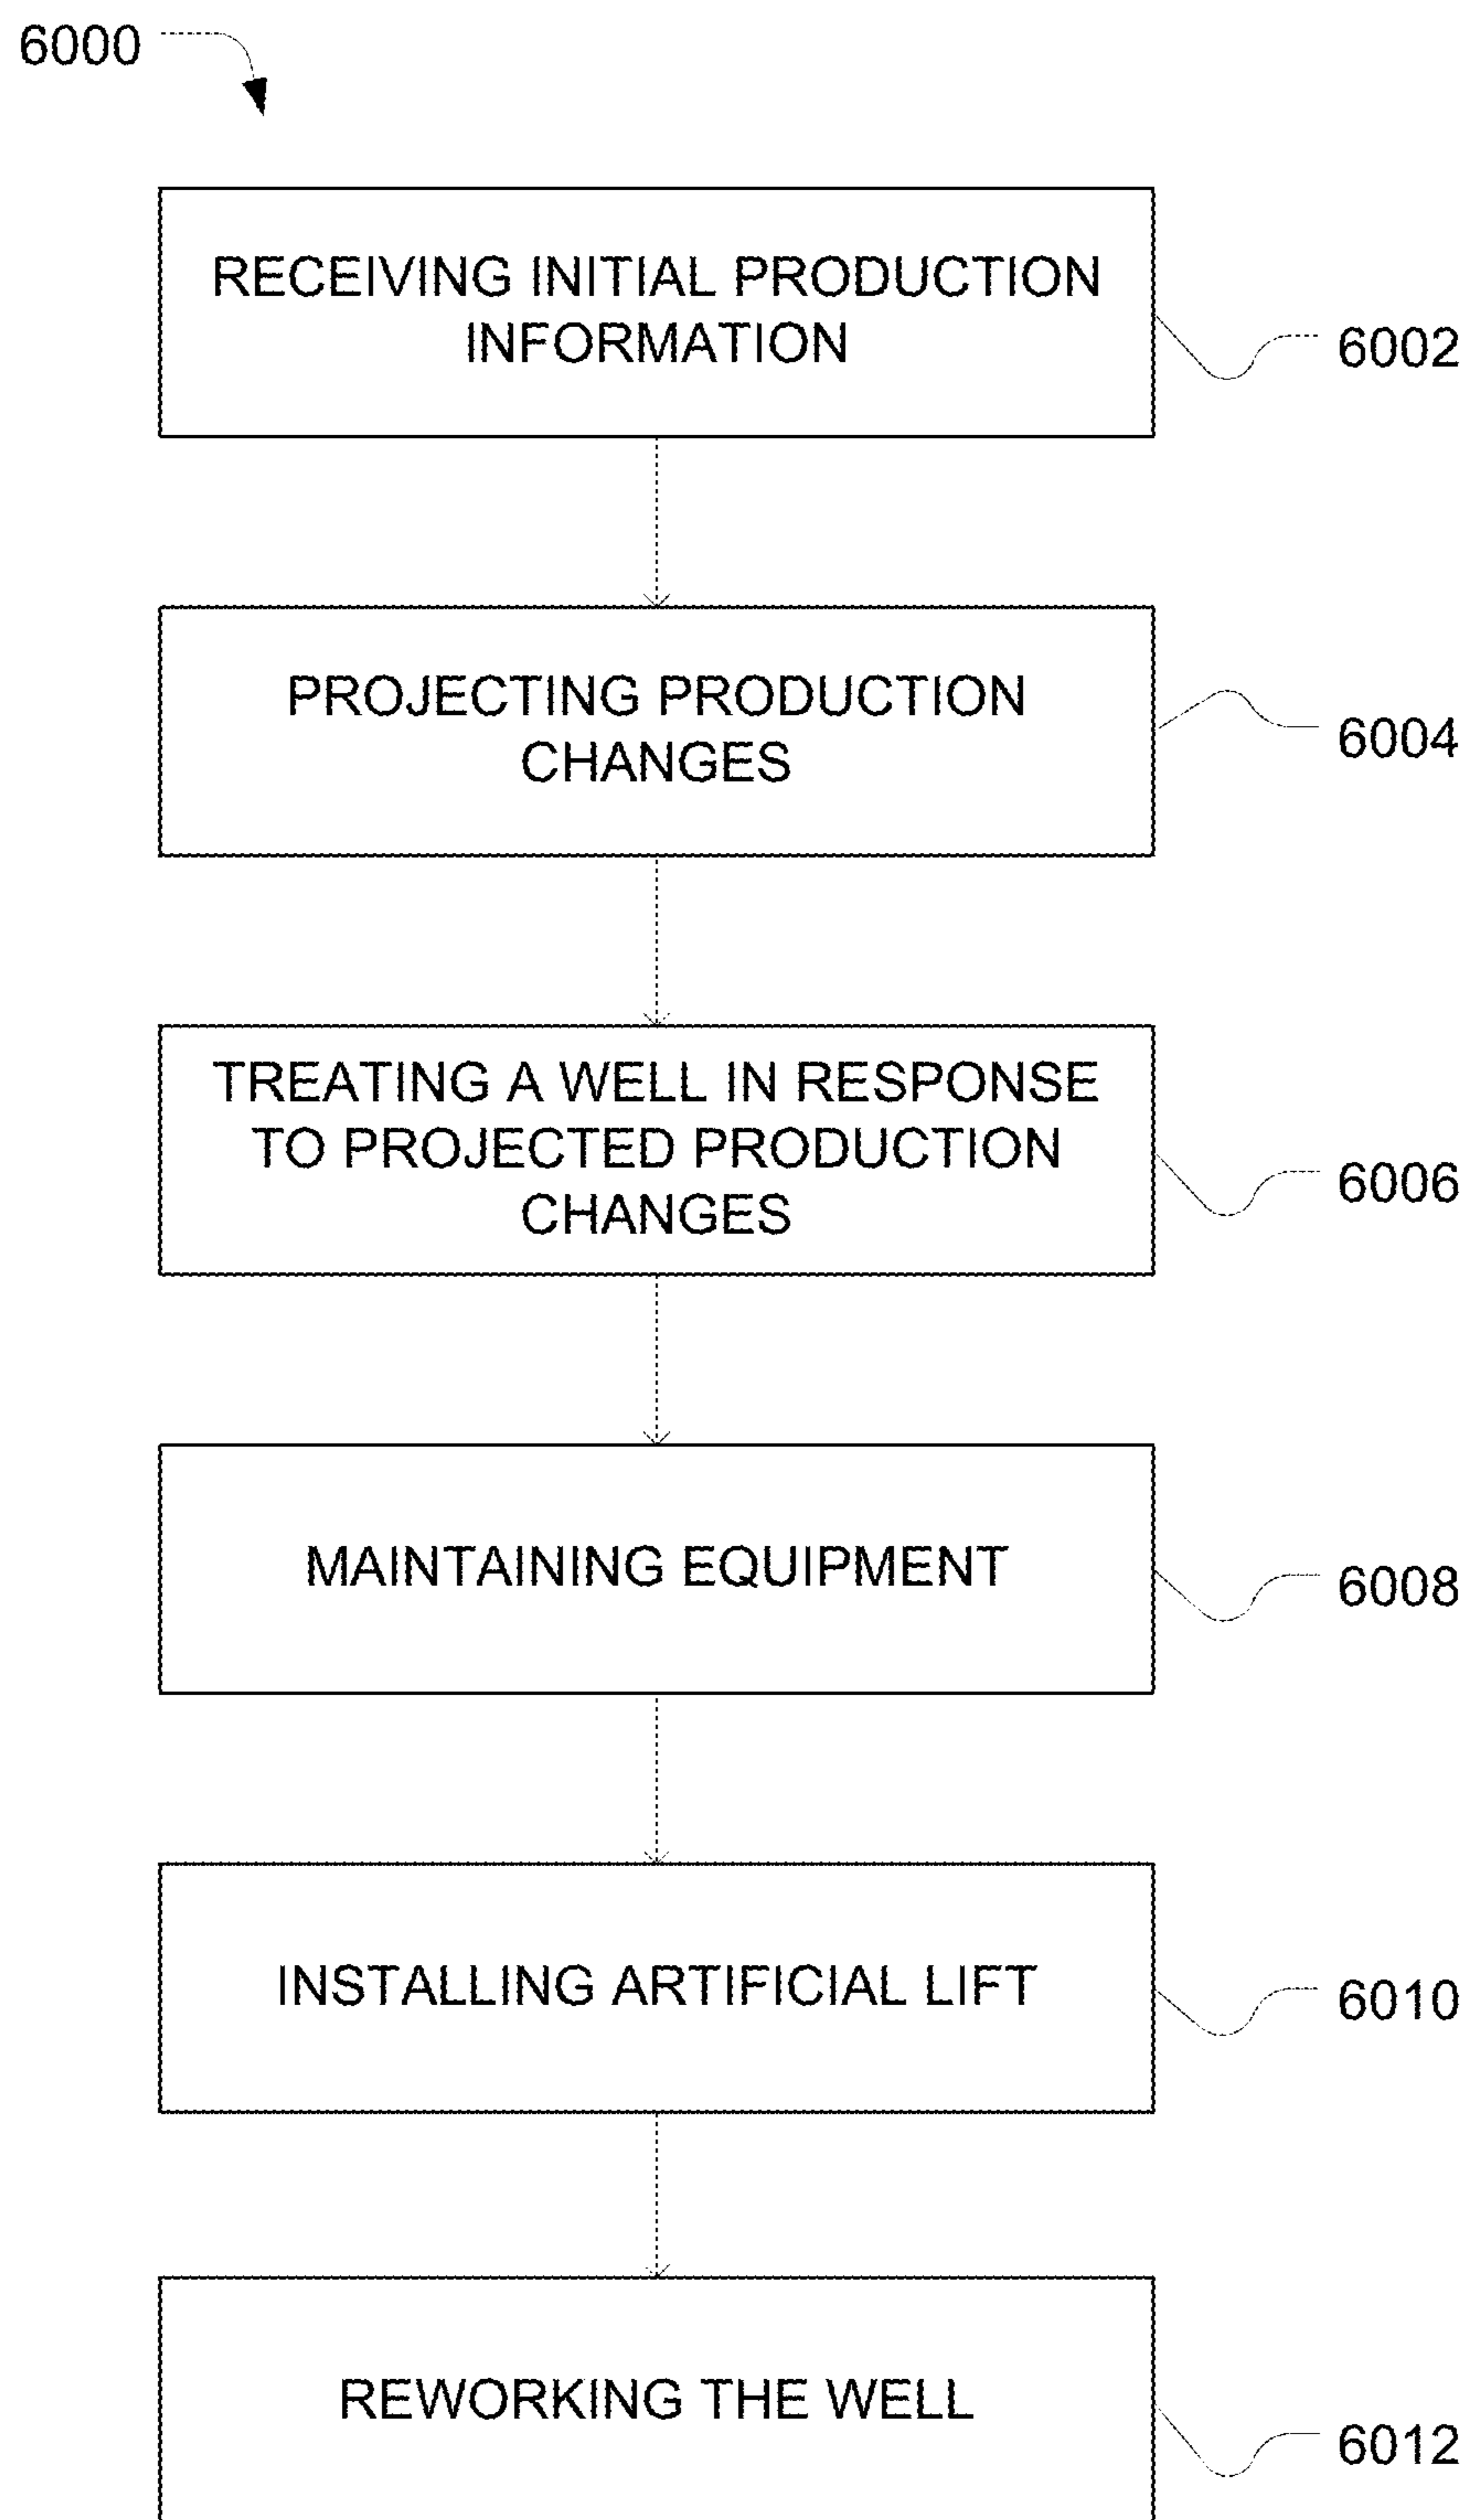 6000
RECEIVING INITIAL PRODUCTION
INFORMATION
6002
PROJECTING PRODUCTION
CHANGES
6004
TREATING A WELL IN RESPONSE
TO PROJECTED PRODUCTION
CHANGES
6006
MAINTAINING EQUIPMENT
6008
INSTALLING ARTIFICIAL LIFT
6010
REWORKING THE WELL
6012